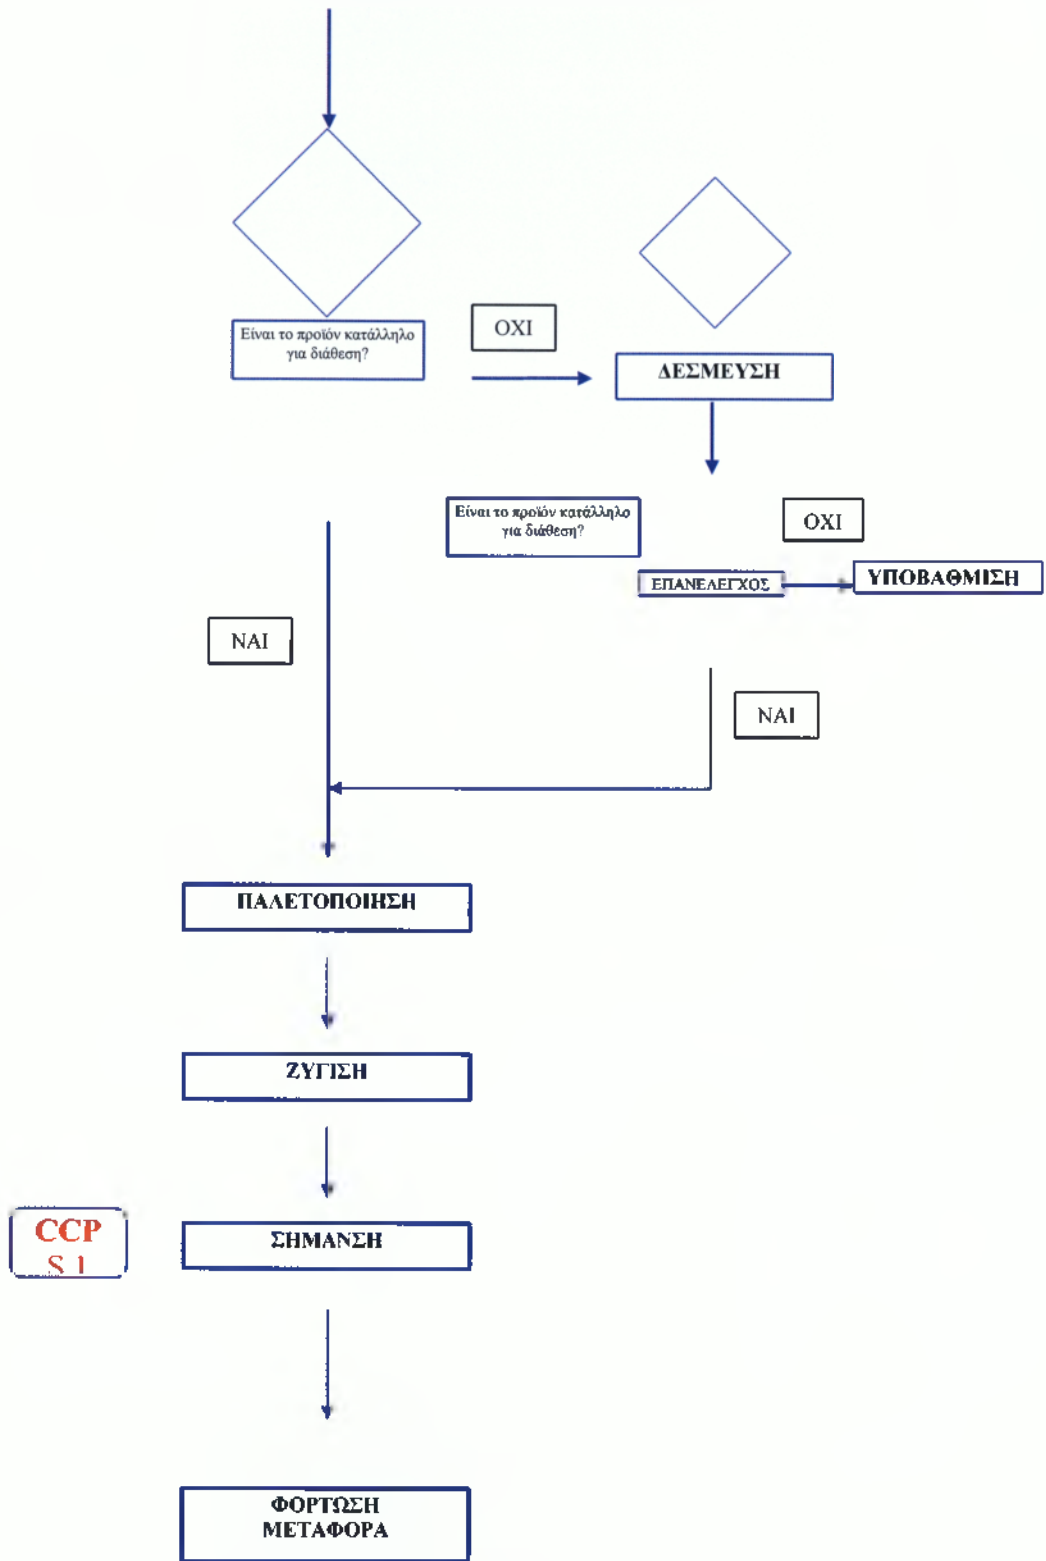 Είναι το προϊόν κατάλληλο
για διάθεση?
ΟΧΙ
ΔΕΣΜΕΥΣΗ
Είναι το προϊόν κατάλληλο
για διάθεση?
ΟΧΙ
ΕΠΑΝΕΛΕΓΧΟΣ
ΥΠΟΒΑΘΜΙΣΗ
ΝΑΙ
ΝΑΙ
ΠΑΛΕΤΟΠΟΙΗΣΗ
ΖΥΓΙΣΗ
CCP
S 1
ΣΗΜΑΝΣΗ
ΦΟΡΤΩΣΗ
ΜΕΤΑΦΟΡΑ